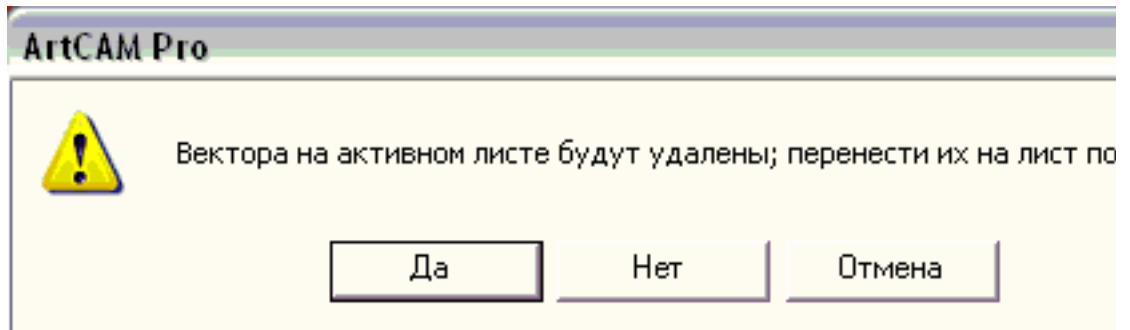 ArtCAM Pro
Вектора на активном листе будут удалены; перенести их на лист по
Да
Нет
Отмена